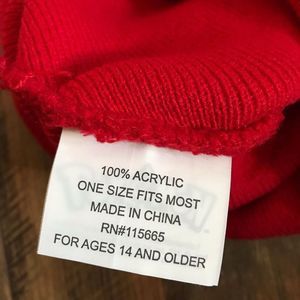 100% ACRYLIC
ONE SIZE FITS MOST
MADE IN CHINA
RN#115665
FOR AGES 14 AND OLDER